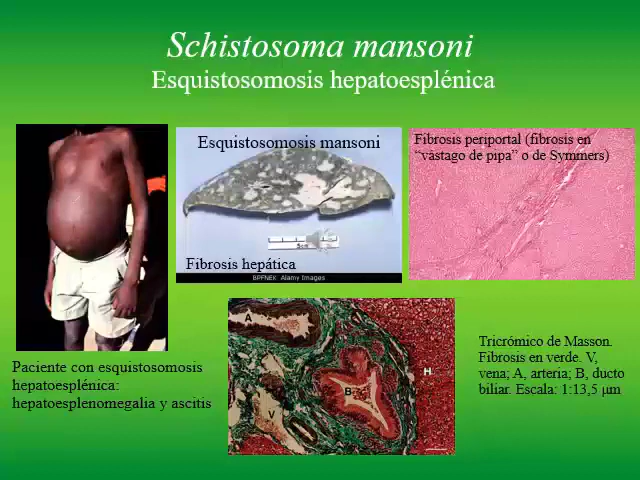 Schistosoma mansoni
Esquistosomosis hepatoesplénica
Esquistosomosis mansoni
Fibrosis hepática
5cm
BPFNEK Alamy Images
Fibrosis periportal (fibrosis en
“vástago de pipa” o de Symmers)
Paciente con esquistosomosis
hepatoesplénica:
hepatoesplenomegalia y ascitis
A
B
V
H
Tricrómico de Masson.
Fibrosis en verde. V,
vena; A, arteria; B, ducto
biliar. Escala: 1:13,5 µm